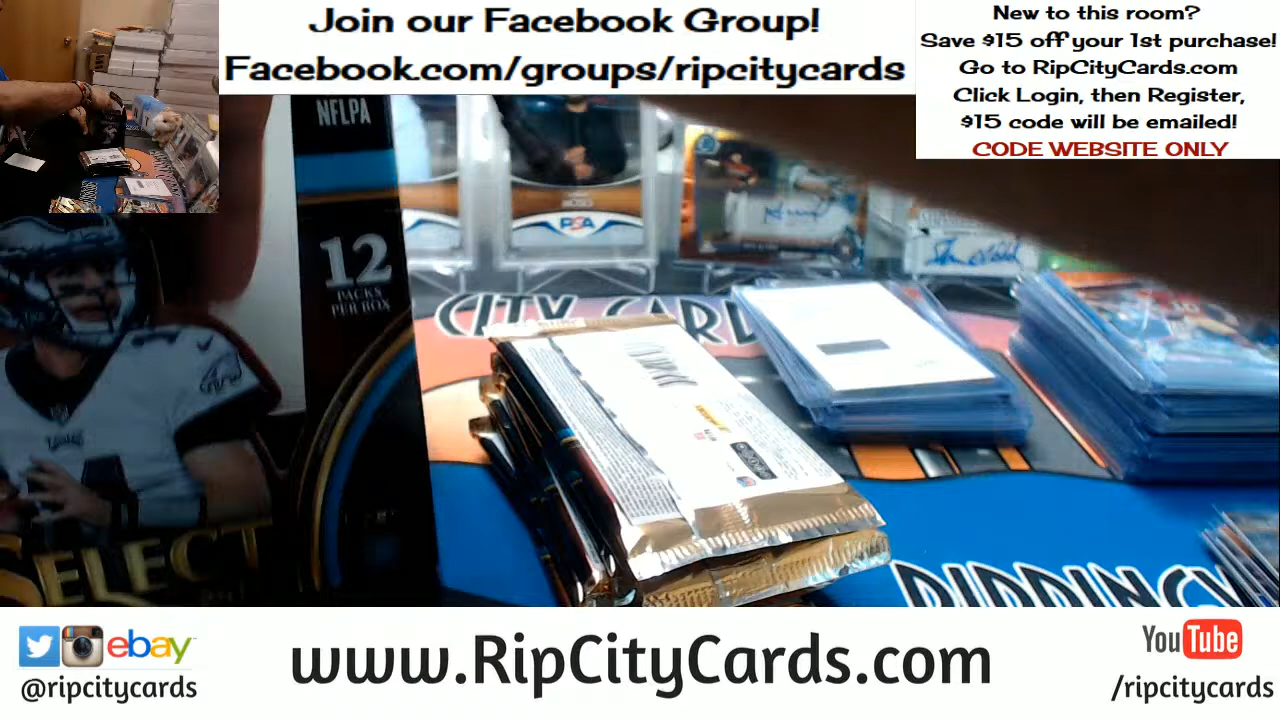 Join our Facebook Group!
Facebook.com/groups/ripcitycards
New to this room?
Save $15 off your 1st purchase!
Go to RipCityCards.com
Click Login, then Register,
$15 code will be emailed!
CODE WEBSITE ONLY
NFLPA
12
PACKS
PER BOX
PSA
CITY CARD
SELECT
RIPPINCY
ebay
@ripcitycards
www.RipCityCards.com
YouTube
/ripcitycards